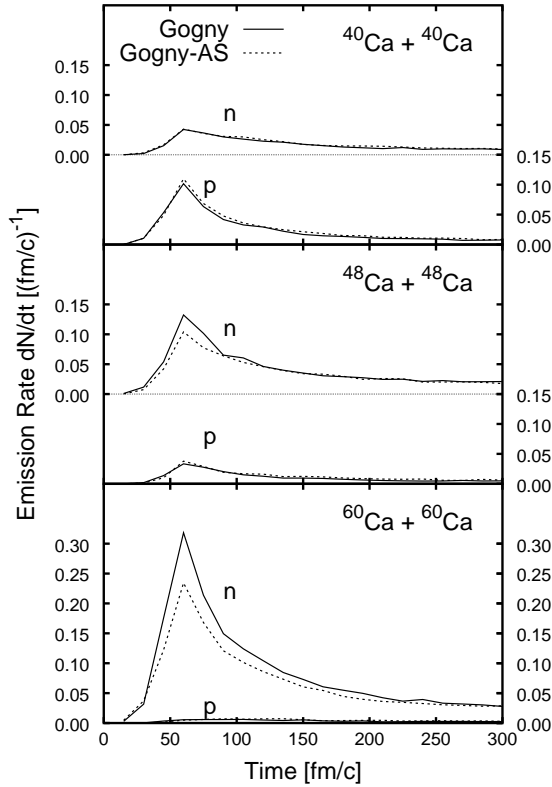 Gogny
Gogny-AS
40Ca + 40Ca
0.15
0.10
0.05
0.00
n
0.15
0.10
0.05
0.00
p
48Ca + 48Ca
0.15
0.10
0.05
0.00
n
0.15
0.10
0.05
0.00
p
60Ca + 60Ca
0.30
0.25
0.20
0.15
0.10
0.05
0.00
n
p
0.30
0.25
0.20
0.15
0.10
0.05
0.00
0 50 100 150 200 250 300
Time [fm/c]
Emission Rate dN/dt [(fm/c)-1]